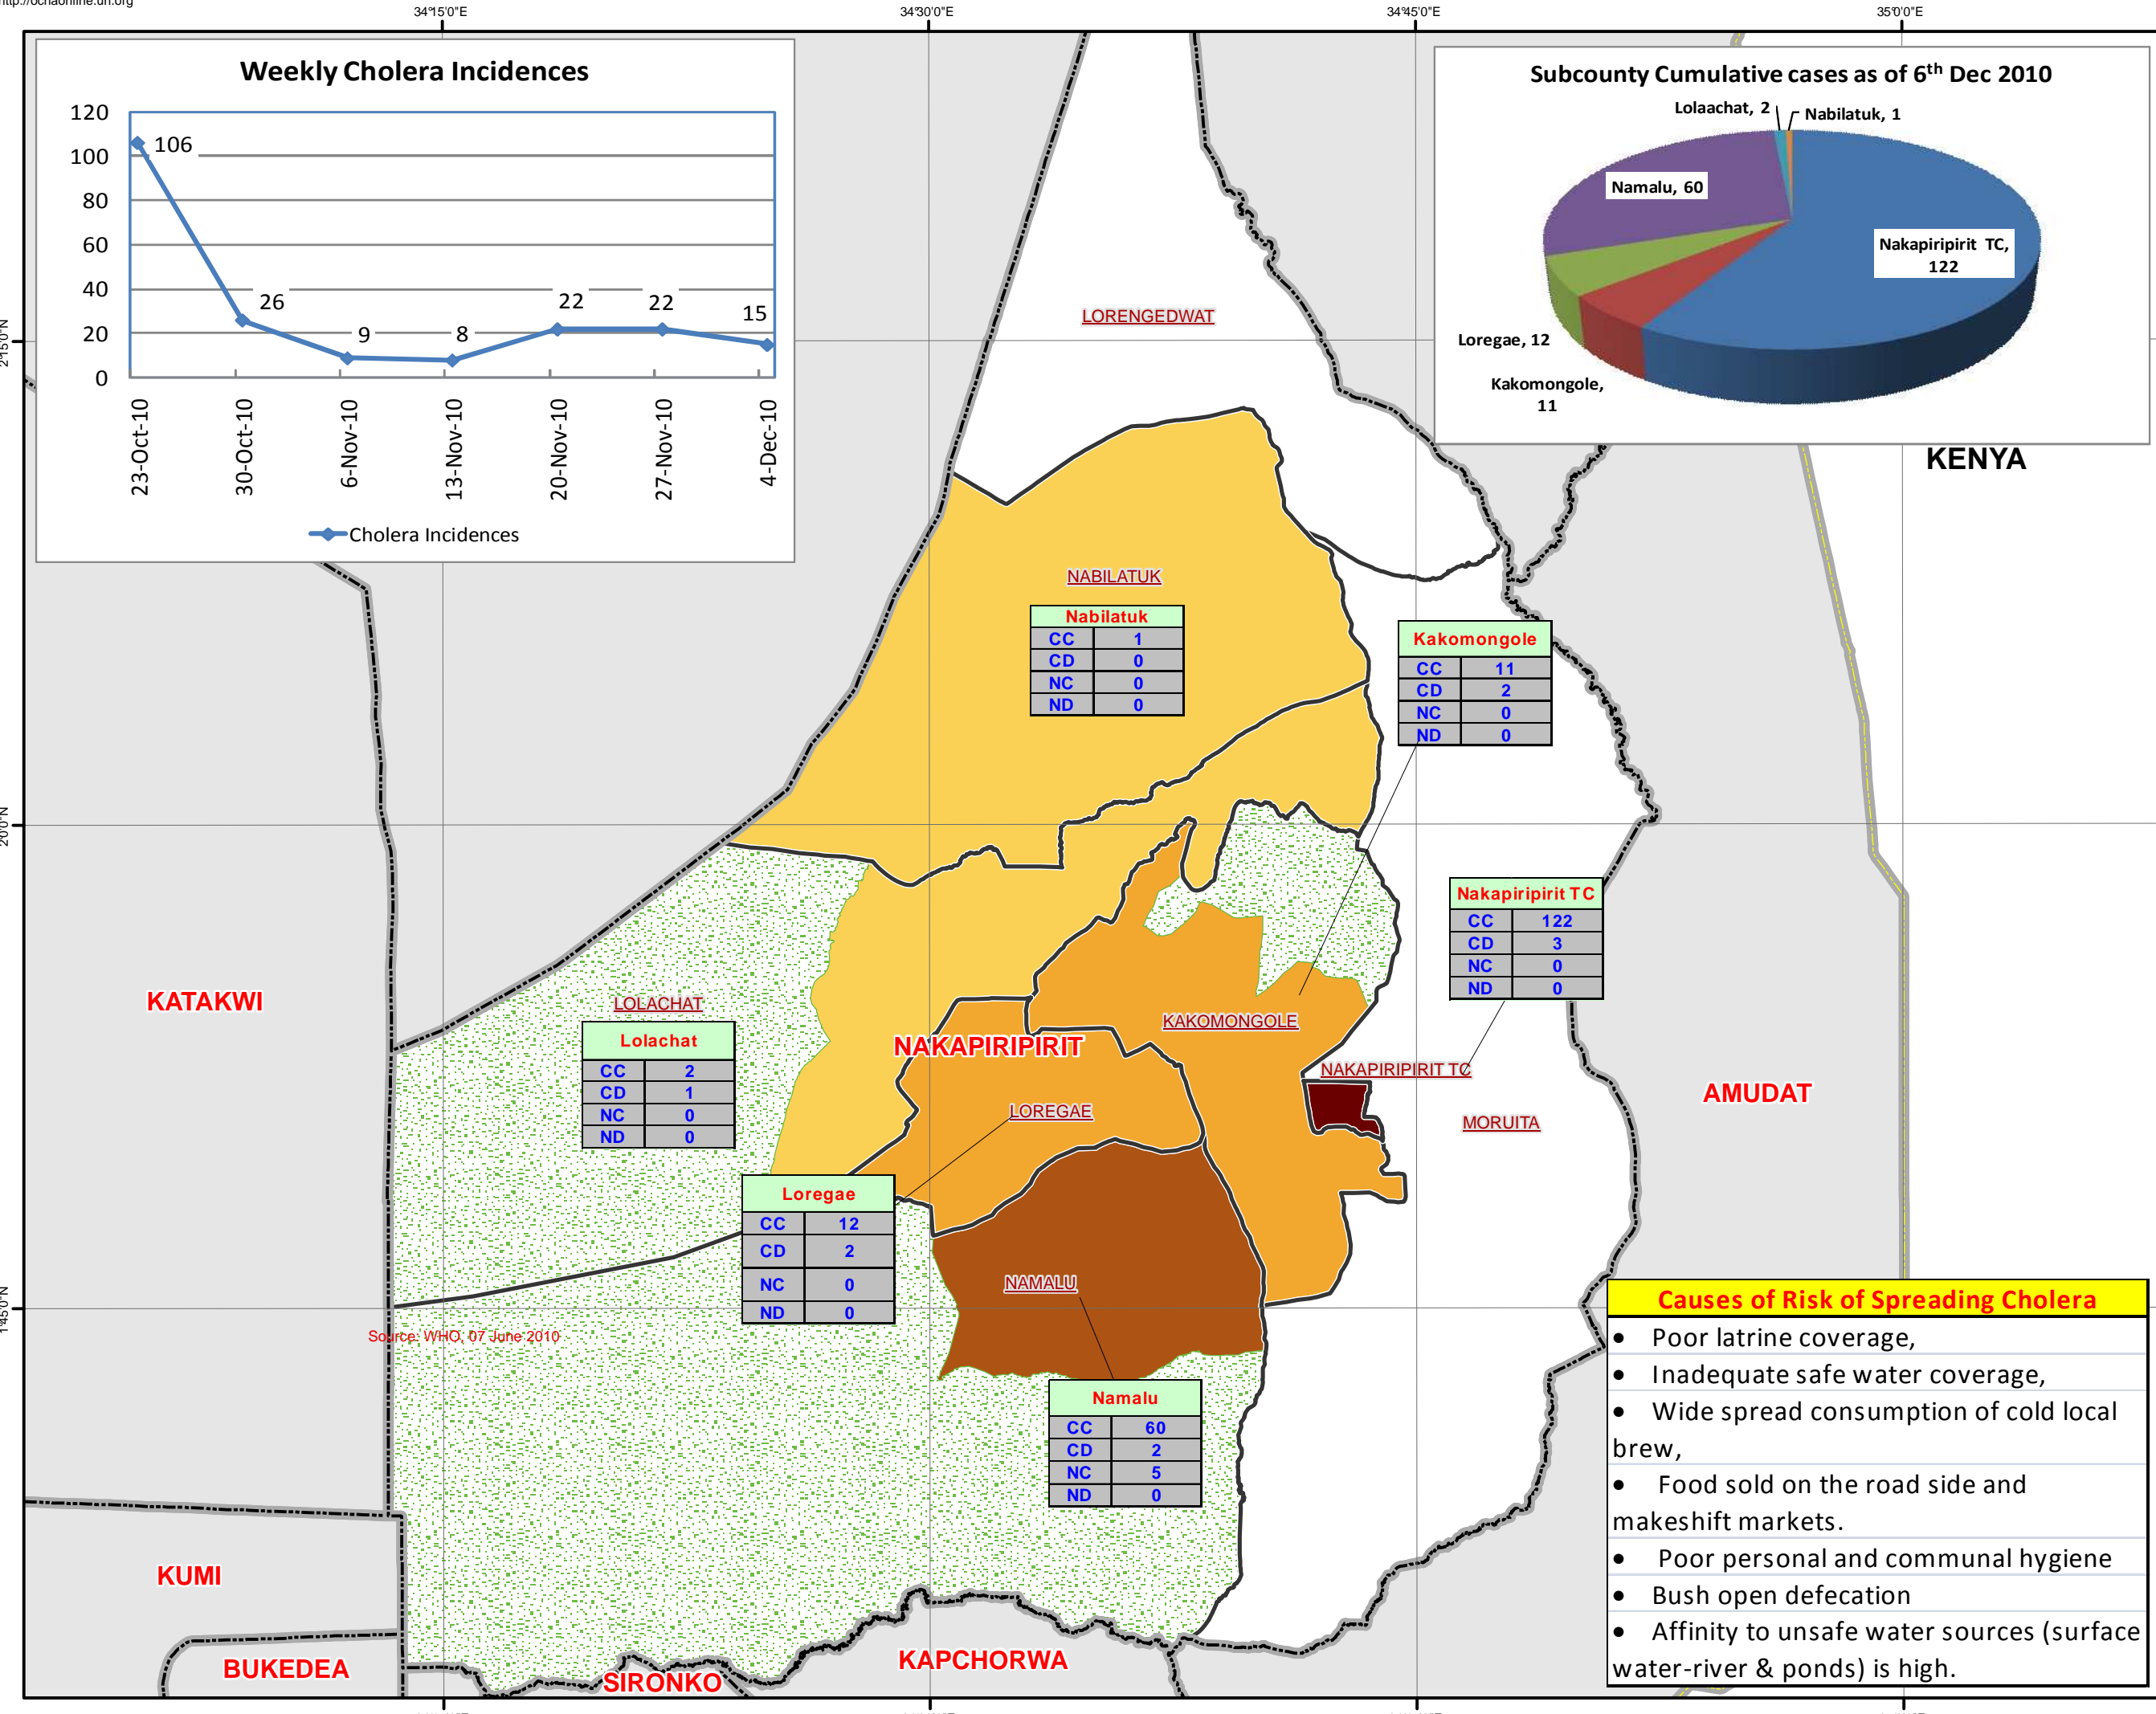 http://ochaonline.un.org
34°15'0"E
34°30'0"E
34°45'0"E
35°0'0"E
Weekly Cholera Incidences
120
100
80
60
40
20
0
106
26
9
8
22
22
15
23-Oct-10
30-Oct-10
6-Nov-10
13-Nov-10
20-Nov-10
27-Nov-10
4-Dec-10
Cholera Incidences
Subcounty Cumulative cases as of 6th Dec 2010
Lolaachat, 2
Nabilatuk, 1
Namalu, 60
Nakapiripirit TC,
122
Loregae, 12
Kakomongole,
11
KENYA
2°15'0"N
LORENGEDWAT
NABILATUK
Nabilatuk
CC 1
CD 0
NC 0
ND 0
Kakomongole
CC 11
CD 2
NC 0
ND 0
2°0'0"N
Nakapiripirit TC
CC 122
CD 3
NC 0
ND 0
KATAKWI
LOLACHAT
Lolachat
CC 2
CD 1
NC 0
ND 0
KAKOMONGOLE
NAKAPIRIPIRIT
NAKAPIRIPIRIT TC
AMUDAT
LOREGAE
MORUITA
Loregae
CC 12
CD 2
NC 0
ND 0
NAMALU
1°45'0"N
Source: WHO, 07 June 2010
Namalu
CC 60
CD 2
NC 5
ND 0
Causes of Risk of Spreading Cholera
• Poor latrine coverage,
• Inadequate safe water coverage,
• Wide spread consumption of cold local
brew,
• Food sold on the road side and
makeshift markets.
• Poor personal and communal hygiene
• Bush open defecation
• Affinity to unsafe water sources (surface
water-river & ponds) is high.
KUMI
BUKEDEA
SIRONKO
KAPCHORWA